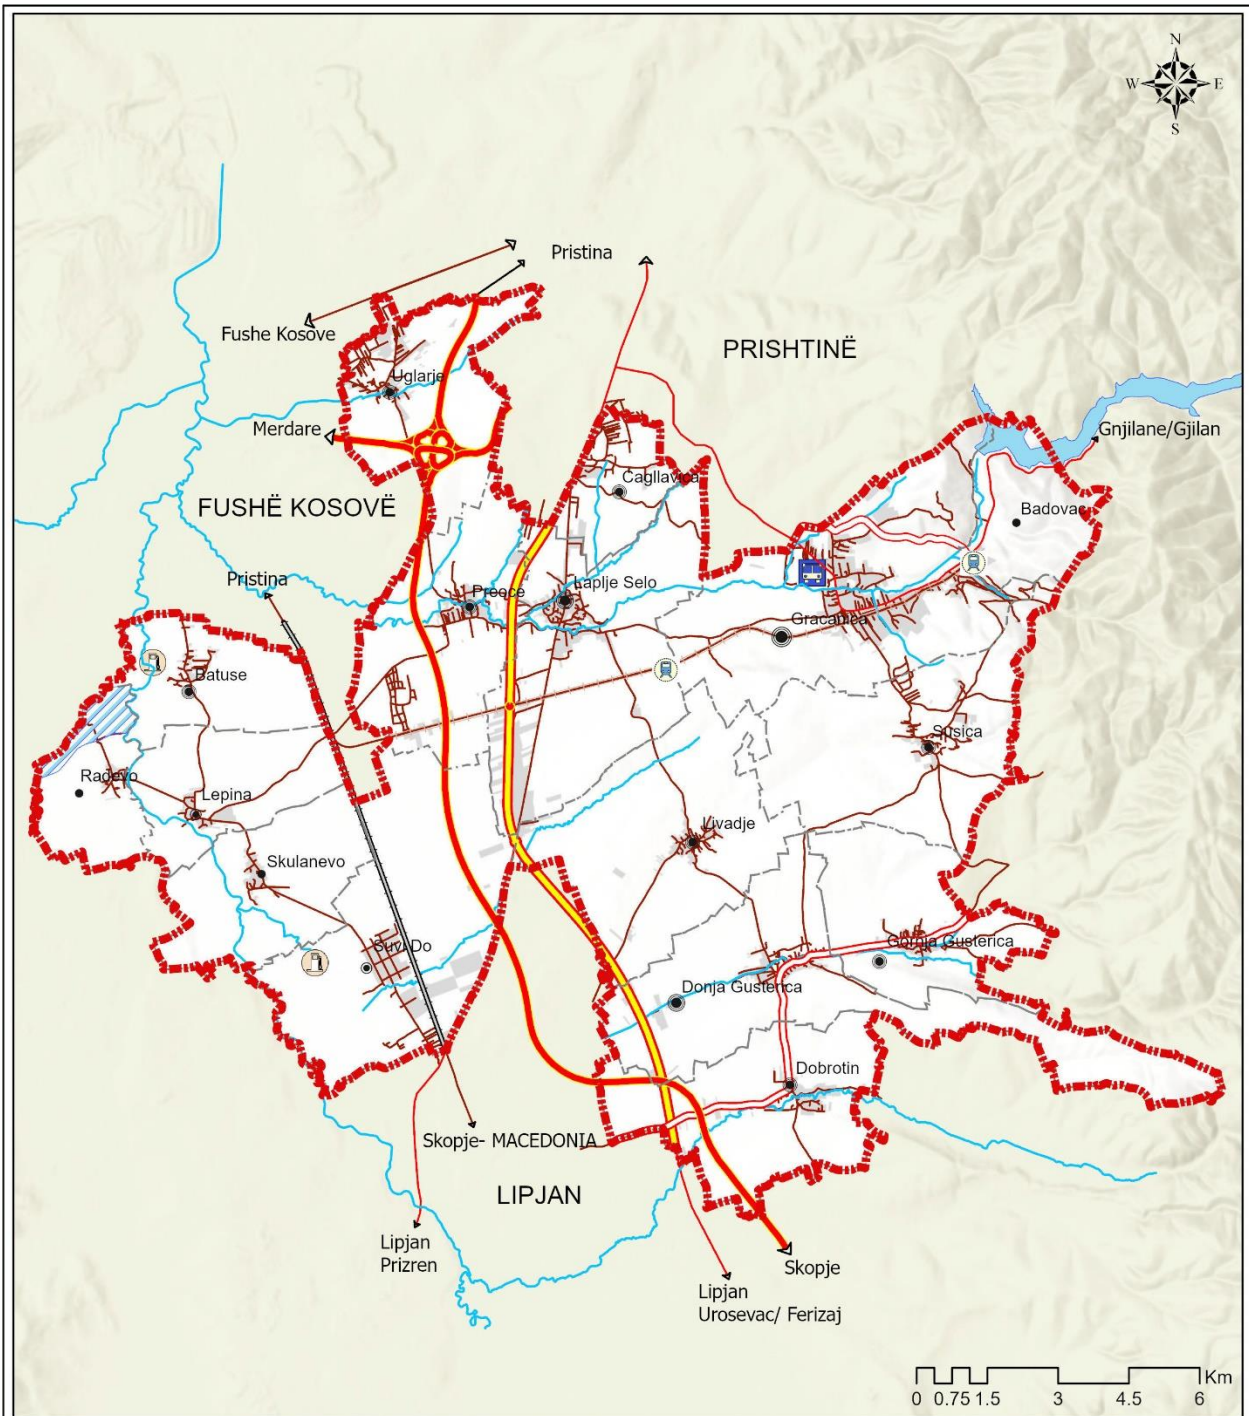 N
W E
S
Pristina
Fushe Kosove
PRISHTINË
Uglarje
Merdare
Gnjilane/Gjilan
Cagllavica
FUSHË KOSOVË
Badovac
Pristina
Preoce
Laplje Selo
Gracanica
Batuse
Susica
Radevo
Lepina
Livadje
Skulanevo
Suvi Do
Gornja Gusterica
Donja Gusterica
Dobrotin
Skopje- MACEDONIA
LIPJAN
Lipjan
Prizren
Skopje
Lipjan
Urosevac/ Ferizaj
Km
0 0.75 1.5 3 4.5 6